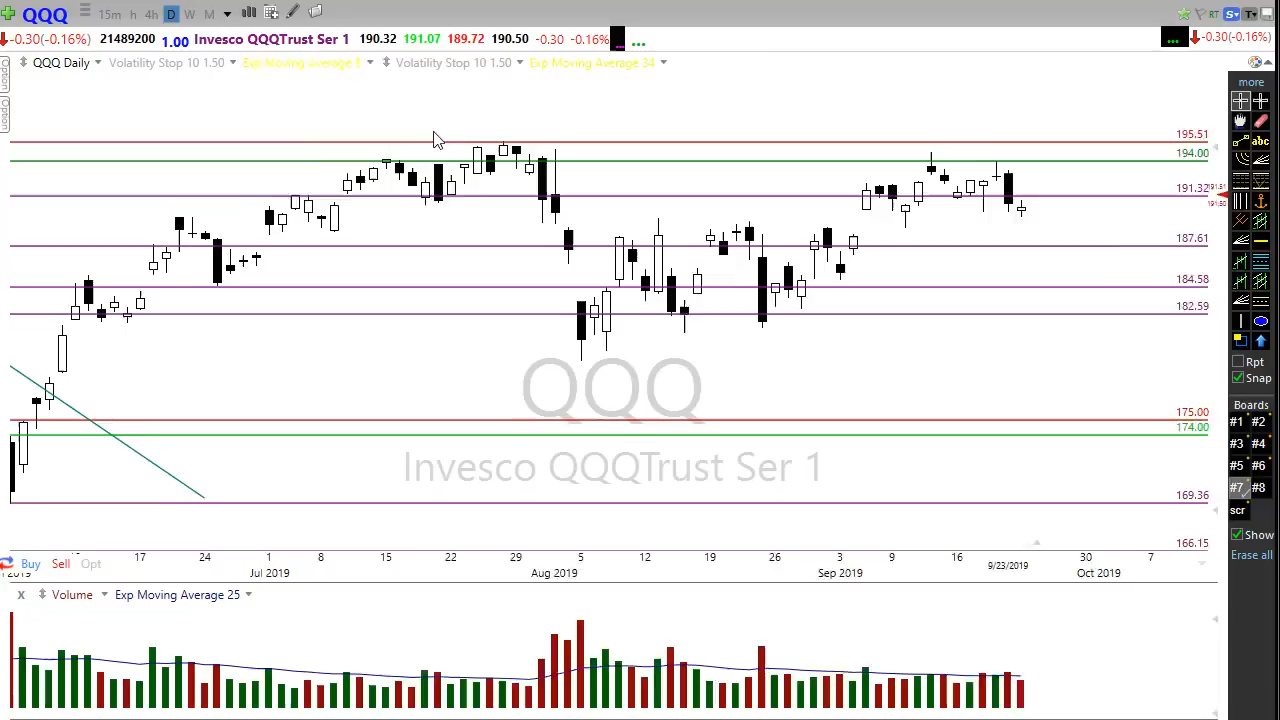 QQQ 15m h 4h D W M RT S T
-0.30(-0.16%) 21489200 1.00 Invesco QQQTrust Ser 1 190.32 191.07 189.72 190.50 -0.30 -0.16% ... ... -0.30(-0.16%)
QQQ Daily Volatility Stop 10 1.50 Exp Moving Average 8 Volatility Stop 10 1.50 Exp Moving Average 34
Option
Option
more
abc
195.51
194.00
191.32
187.61
184.58
182.59
QQQ
Invesco QQQTrust Ser 1
175.00
174.00
169.36
166.15
Rpt
Snap
Boards
#1 #2
#3 #4
#5 #6
#7 #8
scr
Show
Erase all
17 24 1 8 15 22 29 5 12 19 26 3 9 16 30 7
Buy Sell Opt
2019 Jul 2019 Aug 2019 Sep 2019 9/23/2019 Oct 2019
X Volume Exp Moving Average 25